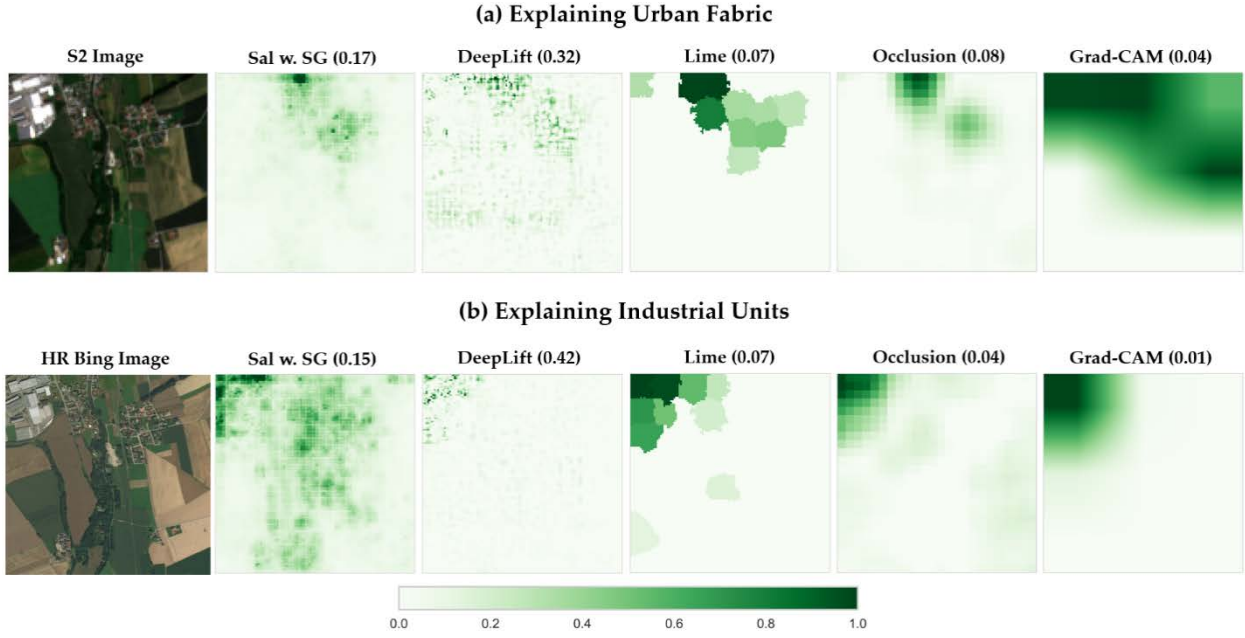 (a) Explaining Urban Fabric
S2 Image
Sal w. SG (0.17)
DeepLift (0.32)
Lime (0.07)
Occlusion (0.08)
Grad-CAM (0.04)
(b) Explaining Industrial Units
HR Bing Image
Sal w. SG (0.15)
DeepLift (0.42)
Lime (0.07)
Occlusion (0.04)
Grad-CAM (0.01)
0.0 0.2 0.4 0.6 0.8 1.0